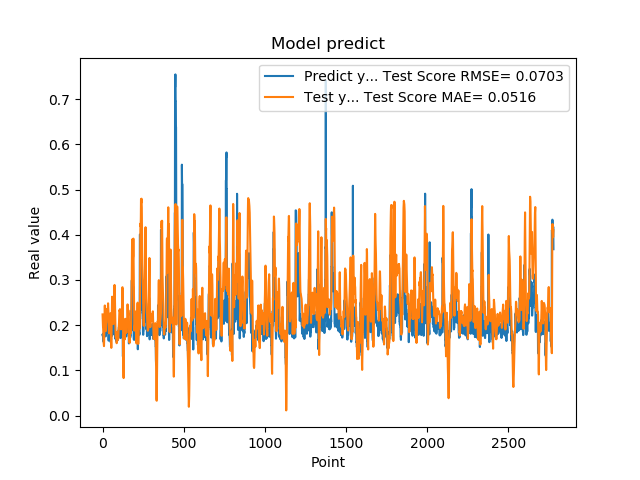 Model predict
Predict y... Test Score RMSE= 0.0703
Test y... Test Score MAE= 0.0516
Real value
0.7
0.6
0.5
0.4
0.3
0.2
0.1
0.0
0 500 1000 1500 2000 2500
Point